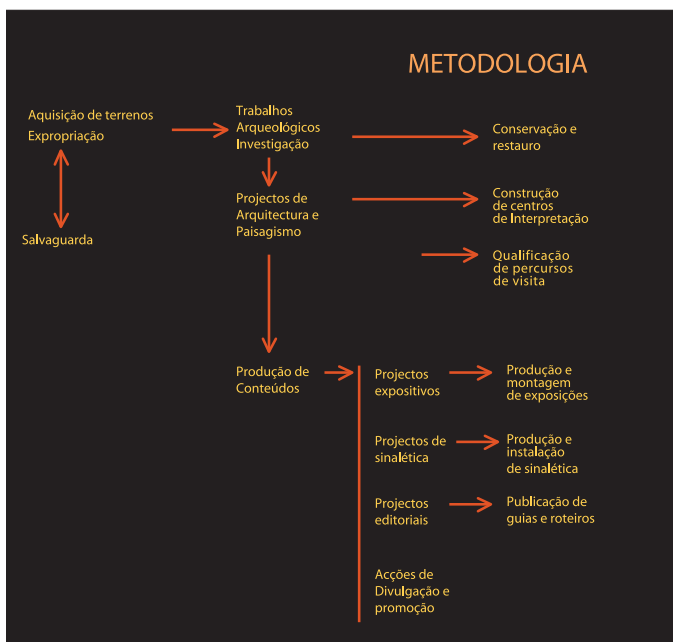 METODOLOGIA
Aquisição de terrenos
Expropriação
Salvaguarda
Trabalhos
Arqueológicos
Investigação
Conservação e
restauro
Projectos de
Arquitectura e
Paisagismo
Construção
de centros
de Interpretação
Qualificação
de percursos
de visita
Produção de
Conteúdos
Projectos
expositivos
Produção e
montagem
de exposições
Projectos de
sinalética
Produção e
instalação
de sinalética
Projectos
editoriais
Publicação de
guias e roteiros
Acções de
Divulgação e
promoção